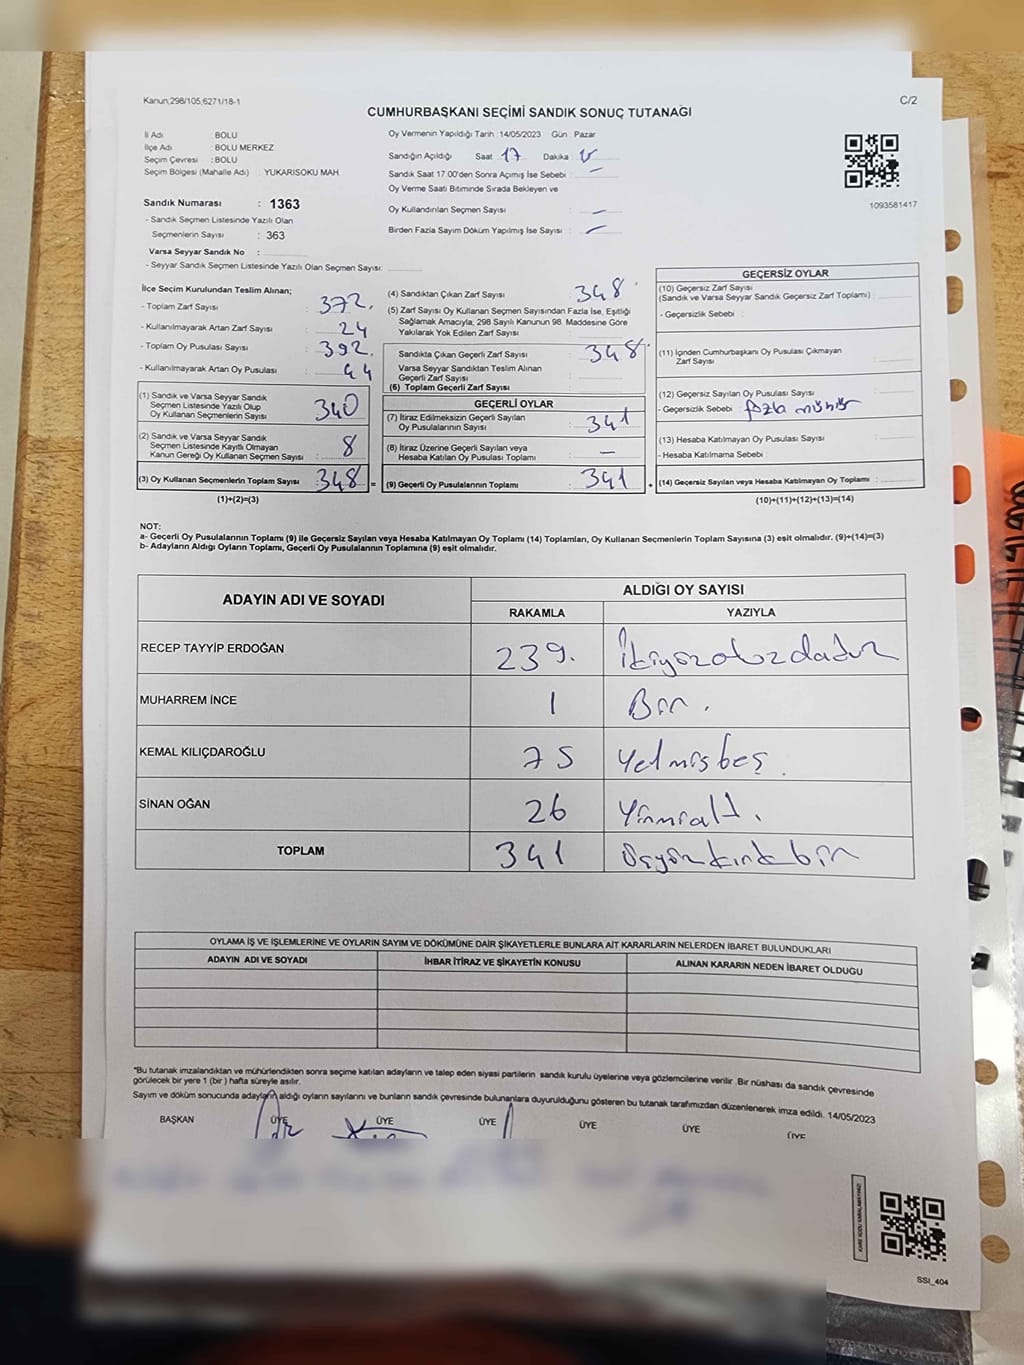 Kanun;298/105,6271/18-1
C/2
CUMHURBAŞKANI SEÇİMİ SANDIK SONUÇ TUTANAĞI
İl Adı : BOLU
İlçe Adı : BOLU MERKEZ
Seçim Çevresi : BOLU
Seçim Bölgesi (Mahalle Adı) : YUKARISOKU MAH.
Sandık Numarası : 1363
- Sandık Seçmen Listesinde Yazılı Olan
Seçmenlerin Sayısı : 363
Varsa Seyyar Sandık No :
- Seyyar Sandık Listesinde Yazılı Olan Seçmen Sayısı:
Oy Vermenin Yapıldığı Tarih : 14/05/2023 Gün : Pazar
Sandığın Açıldığı Saat : 17 Dakika :
Sandık Saat 17.00'den Sonra Açımış İse Sebebi :
Oy Verme Saati Bitiminde Sırada Bekleyen ve
Oy Kullandırılan Seçmen Sayısı : —
Birden Fazla Sayım Döküm Yapılmış İse Sayısı : —
1093581417
İlçe Seçim Kurulundan Teslim Alınan;
- Toplam Zarf Sayısı : 372.
- Kullanılmayarak Artan Zarf Sayısı : 24
- Toplam Oy Pusulası Sayısı : 392.
- Kullanılmayarak Artan Oy Pusulası : 44
(1) Sandık ve Varsa Seyyar Sandık
Seçmen Listesinde Yazılı Olup
Oy Kullanan Seçmenlerin Sayısı : 340
(2) Sandık ve Varsa Seyyar Sandık
Seçmen Listesinde Kayıtlı Olmayan
Kanun Gereği Oy Kullanan Seçmen Sayısı : 8
(3) Oy Kullanan Seçmenlerin Toplam Sayısı : 348 =
(1)+(2)=(3)
(4) Sandıktan Çıkan Zarf Sayısı : 348
(5) Zarf Sayısı Oy Kullanan Seçmen Sayısından Fazla İse, Eşitliği
Sağlamak Amacıyla; 298 Sayılı Kanunun 98. Maddesine Göre
Yakılarak Yok Edilen Zarf Sayısı :
Sandıkta Çıkan Geçerli Zarf Sayısı : 348
Varsa Seyyar Sandıktan Teslim Alınan
Geçerli Zarf Sayısı :
(6) Toplam Geçerli Zarf Sayısı :
GEÇERLİ OYLAR
(7) İtiraz Edilmeksizin Geçerli Sayılan
Oy Pusulalarının Sayısı : 341
(8) İtiraz Üzerine Geçerli Sayılan veya
Hesaba Katılan Oy Pusulası Toplamı : —
(9) Geçerli Oy Pusulalarının Toplamı : 341 +
GEÇERSİZ OYLAR
(10) Geçersiz Zarf Sayısı
(Sandık ve Varsa Seyyar Sandık Geçersiz Zarf Toplamı) :
- Geçersizlik Sebebi :
(11) İçinden Cumhurbaşkanı Oy Pusulası Çıkmayan
Zarf Sayısı :
(12) Geçersiz Sayılan Oy Pusulası Sayısı :
- Geçersizlik Sebebi : fazla mühür
(13) Hesaba Katılmayan Oy Pusulası Sayısı :
- Hesaba Katılmama Sebebi :
(14) Geçersiz Sayılan veya Hesaba Katılmayan Oy Toplamı :
(10)+(11)+(12)+(13)=(14)
NOT:
a- Geçerli Oy Pusulalarının Toplamı (9) ile Geçersiz Sayılan veya Hesaba Katılmayan Oy Toplamı (14) Toplamları, Oy Kullanan Seçmenlerin Toplam Sayısına (3) eşit olmalıdır. (9)+(14)=(3)
b- Adayların Aldığı Oyların Toplamı, Geçerli Oy Pusulalarının Toplamına (9) eşit olmalıdır.
ADAYIN ADI VE SOYADI
ALDIĞI OY SAYISI
RAKAMLA YAZIYLA
RECEP TAYYİP ERDOĞAN 239. İkiyüzotuzdokuz
MUHARREM İNCE 1 Bir.
KEMAL KILIÇDAROĞLU 75 Yetmişbeş.
SİNAN OĞAN 26 Yirmialtı.
TOPLAM 341 Üçyüzkırkbir
OYLAMA İŞ VE İŞLEMLERİNE VE OYLARIN SAYIM VE DÖKÜMÜNE DAİR ŞİKAYETLERLE BUNLARA AİT KARARLARIN NELERDEN İBARET BULUNDUKLARI
ADAYIN ADI VE SOYADI İHBAR İTİRAZ VE ŞİKAYETİN KONUSU ALINAN KARARIN NEDEN İBARET OLDUĞU
*Bu tutanak imzalandıktan ve mühürlendikten sonra seçime katılan adayların ve talep eden siyasi partilerin sandık kurulu üyelerine veya gözlemcilerine verilir. Bir nüshası da sandık çevresinde
görülecek bir yere 1 (bir) hafta süreyle asılır.
Sayım ve döküm sonucunda adayların aldığı oyların sayılarını ve bunların sandık çevresinde bulunanlara duyurulduğunu gösteren bu tutanak tarafımızdan düzenlenerek imza edildi. 14/05/2023
BAŞKAN ÜYE ÜYE ÜYE ÜYE ÜYE ÜYE
KARE KODU KARALAMAYINIZ!
SSI_404